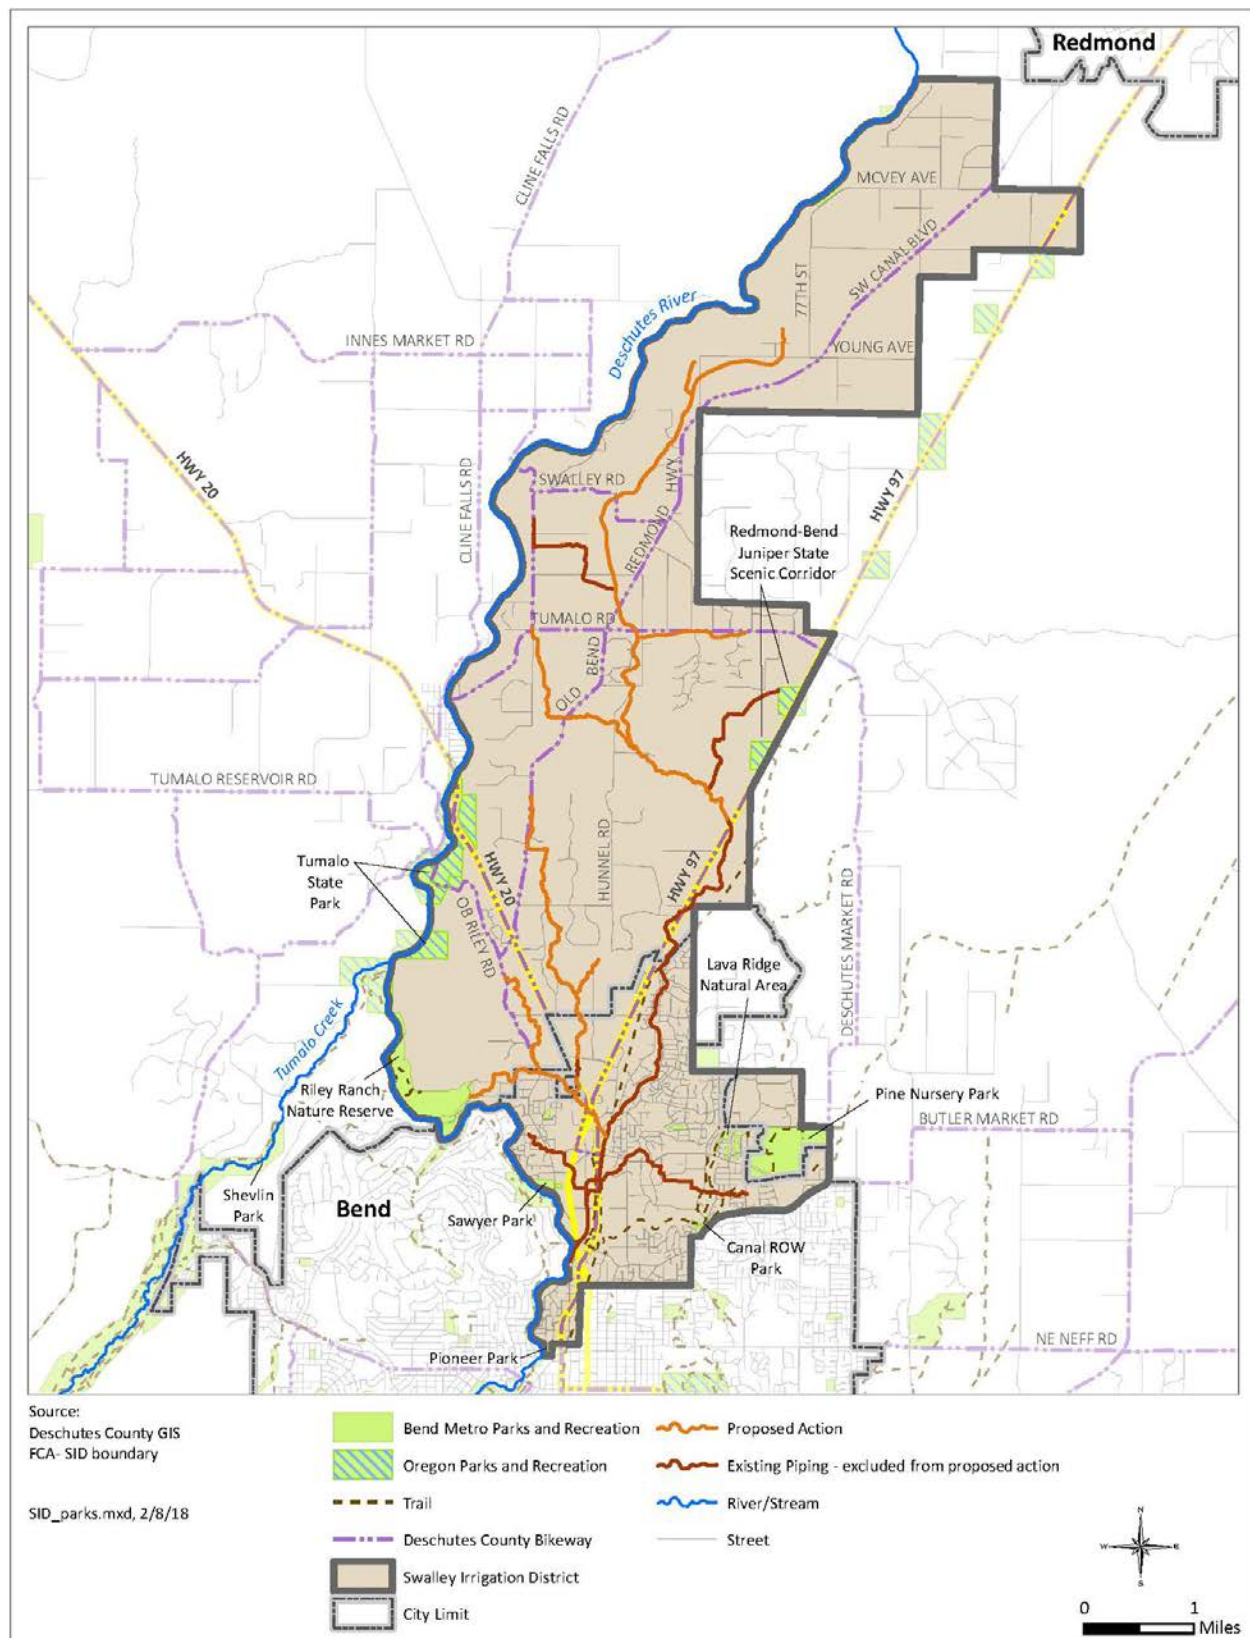 Redmond
CLINE FALLS RD
MCVEY AVE
SW CANAL BLVD
77TH ST
Deschutes River
INNES MARKET RD
YOUNG AVE
HWY 20
CLINE FALLS RD
SWALLEY RD
HWY
HWY 97
REDMOND
Redmond-Bend
Juniper State
Scenic Corridor
TUMALO RD
BEND
OLD
TUMALO RESERVOIR RD
HUNNEL RD
HWY 20
HWY 97
Tumalo
State
Park
OB RILEY RD
DESCHUTES MARKET RD
Lava Ridge
Natural Area
Tumalo Creek
Riley Ranch
Nature Reserve
Pine Nursery Park
BUTLER MARKET RD
Shevlin
Park
Bend
Sawyer Park
Canal ROW
Park
NE NEFF RD
Pioneer Park
Source:
Deschutes County GIS
FCA- SID boundary
SID_parks.mxd, 2/8/18
Bend Metro Parks and Recreation
Oregon Parks and Recreation
Trail
Deschutes County Bikeway
Swalley Irrigation District
City Limit
Proposed Action
Existing Piping - excluded from proposed action
River/Stream
Street
N
W E
S
0 1
Miles